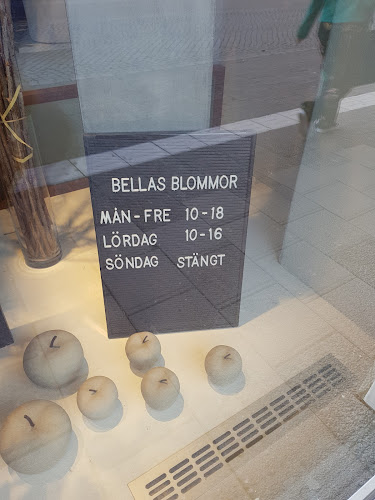 BELLAS BLOMMOR
MÅN-FRE 10-18
LÖRDAG 10-16
SÖNDAG STÄNGT